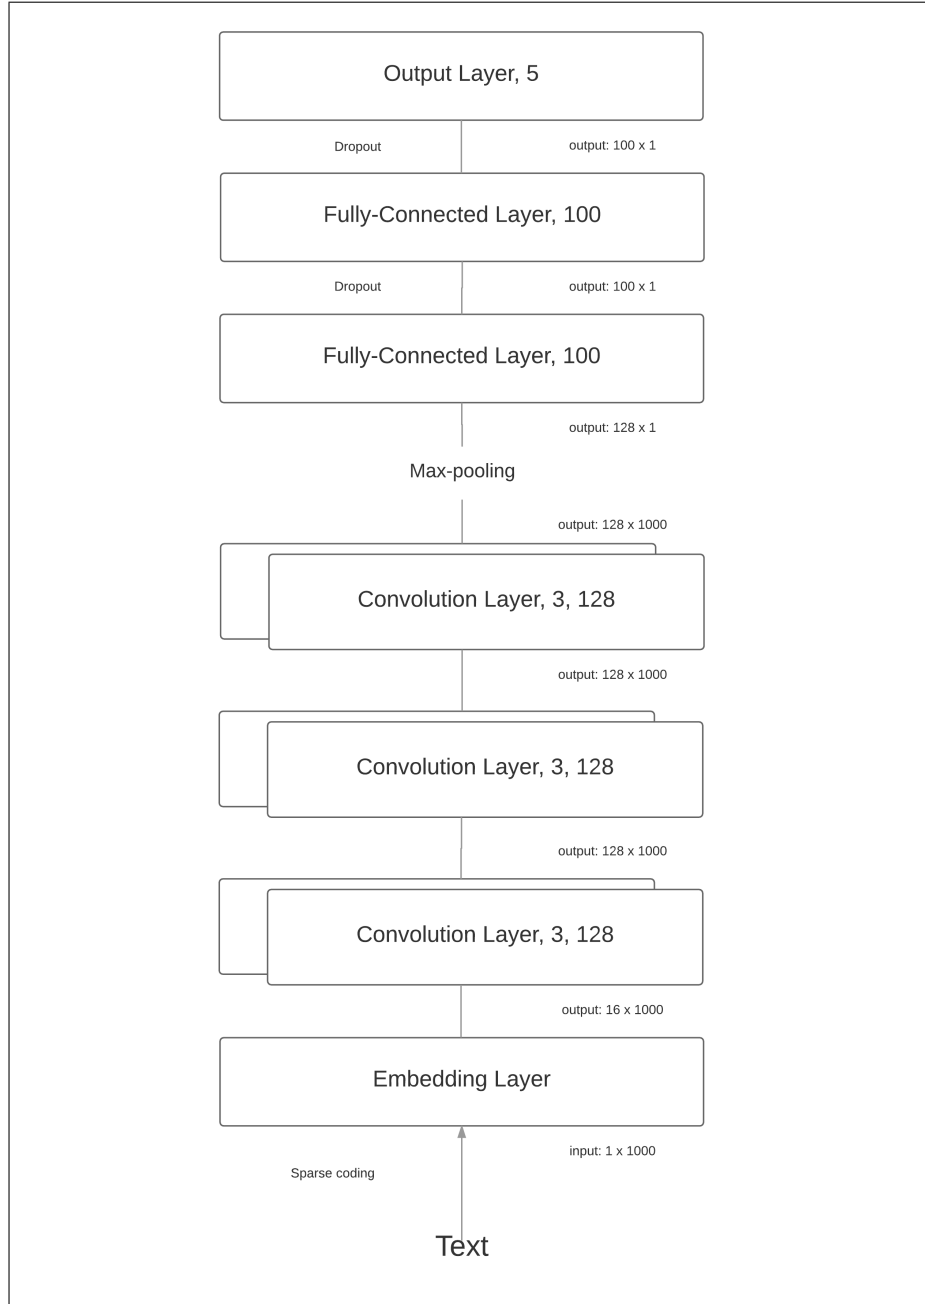 Output Layer, 5
Dropout
output: 100 x 1
Fully-Connected Layer, 100
Dropout
output: 100 x 1
Fully-Connected Layer, 100
output: 128 x 1
Max-pooling
output: 128 x 1000
Convolution Layer, 3, 128
output: 128 x 1000
Convolution Layer, 3, 128
output: 128 x 1000
Convolution Layer, 3, 128
output: 16 x 1000
Embedding Layer
input: 1 x 1000
Sparse coding
Text